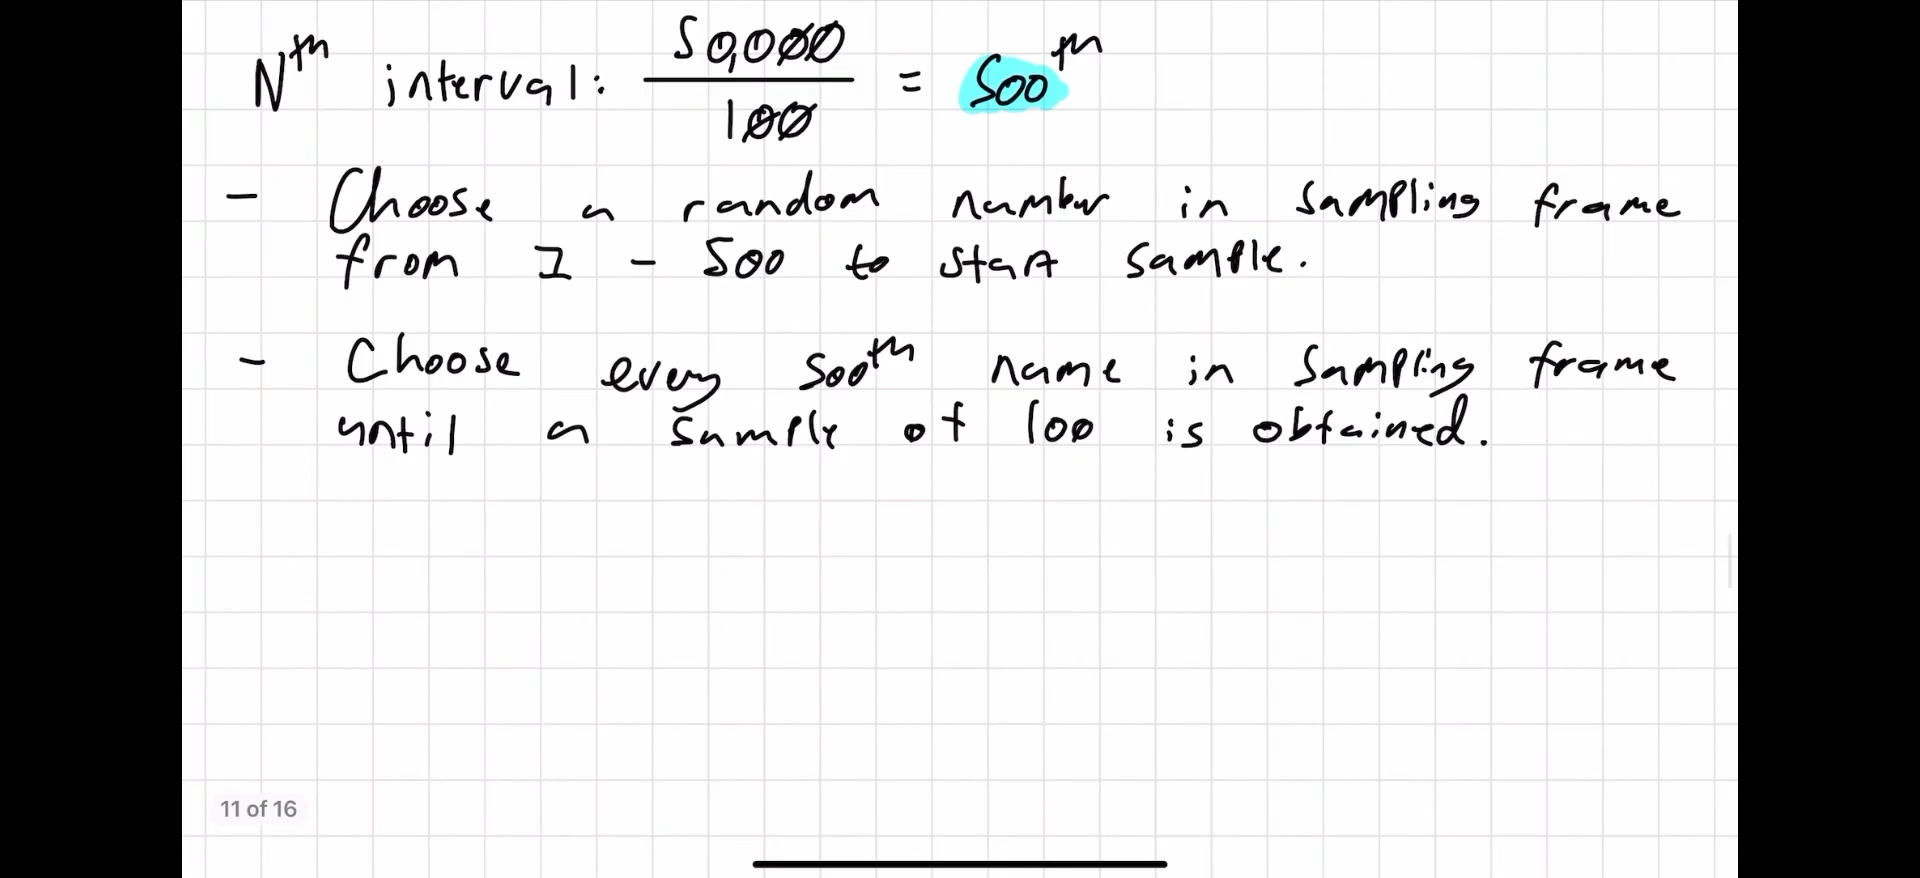 Nth interval: 50,000 / 100 = 500th
- Choose a random number in sampling frame
from 1 - 500 to start sample.
- Choose every 500th name in sampling frame
until a sample of 100 is obtained.
11 of 16